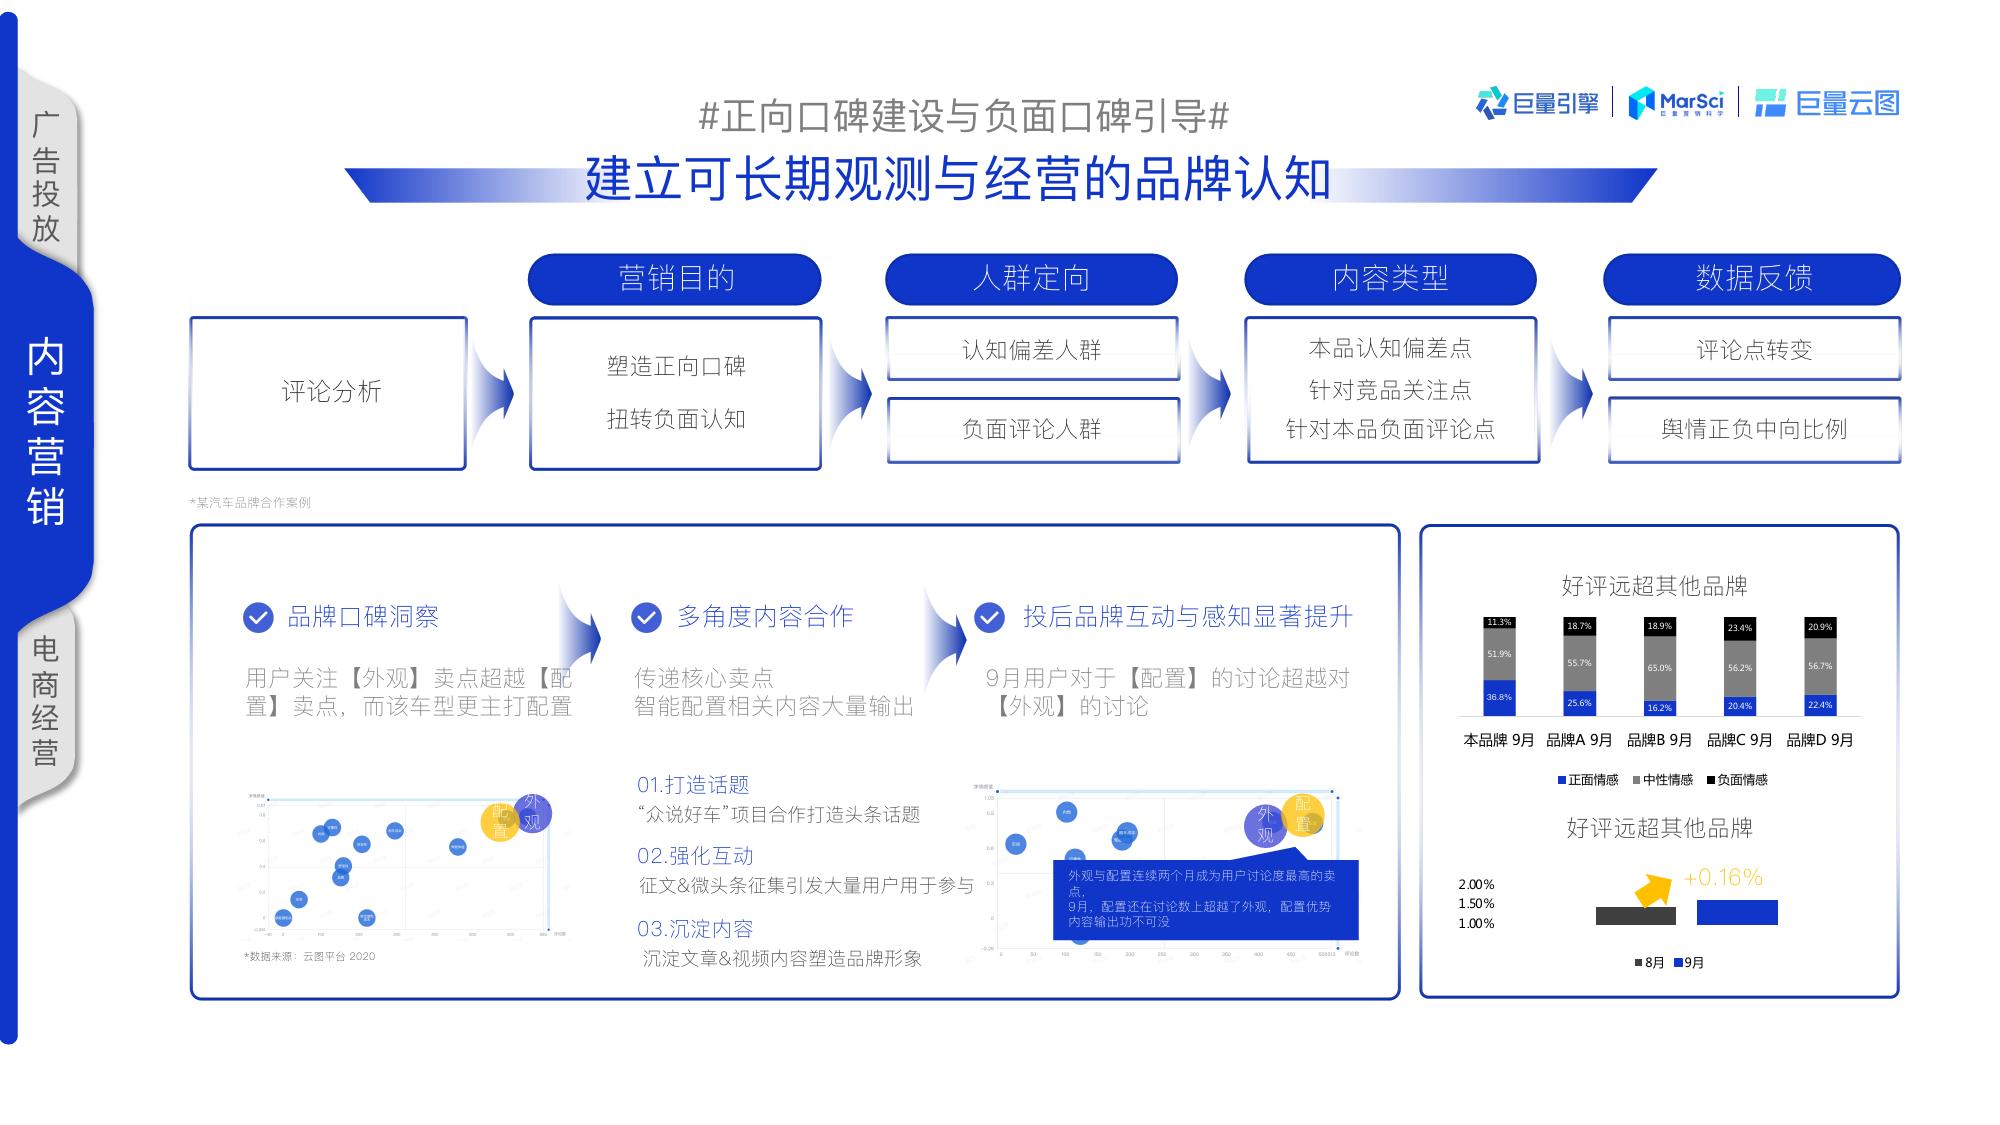 广告投放
内容营销
电商经营
#正向口碑建设与负面口碑引导#
建立可长期观测与经营的品牌认知
巨量引擎
MarSci
巨量营销科学
巨量云图
营销目的
人群定向
内容类型
数据反馈
评论分析
塑造正向口碑
扭转负面认知
认知偏差人群
负面评论人群
本品认知偏差点
针对竞品关注点
针对本品负面评论点
评论点转变
舆情正负中向比例
*某汽车品牌合作案例
品牌口碑洞察
用户关注【外观】卖点超越【配
置】卖点，而该车型更主打配置
配置
外观
*数据来源：云图平台 2020
多角度内容合作
传递核心卖点
智能配置相关内容大量输出
01.打造话题
“众说好车”项目合作打造头条话题
02.强化互动
征文&微头条征集引发大量用户用于参与
03.沉淀内容
沉淀文章&视频内容塑造品牌形象
投后品牌互动与感知显著提升
9月用户对于【配置】的讨论超越对
【外观】的讨论
外观
配置
外观与配置连续两个月成为用户讨论度最高的卖
点，
9月，配置还在讨论数上超越了外观，配置优势
内容输出功不可没
好评远超其他品牌
11.3% 18.7% 18.9% 23.4% 20.9%
51.9% 55.7% 65.0% 56.2% 56.7%
36.8% 25.6% 16.2% 20.4% 22.4%
本品牌 9月 品牌A 9月 品牌B 9月 品牌C 9月 品牌D 9月
正面情感 中性情感 负面情感
好评远超其他品牌
+0.16%
2.00%
1.50%
1.00%
8月 9月